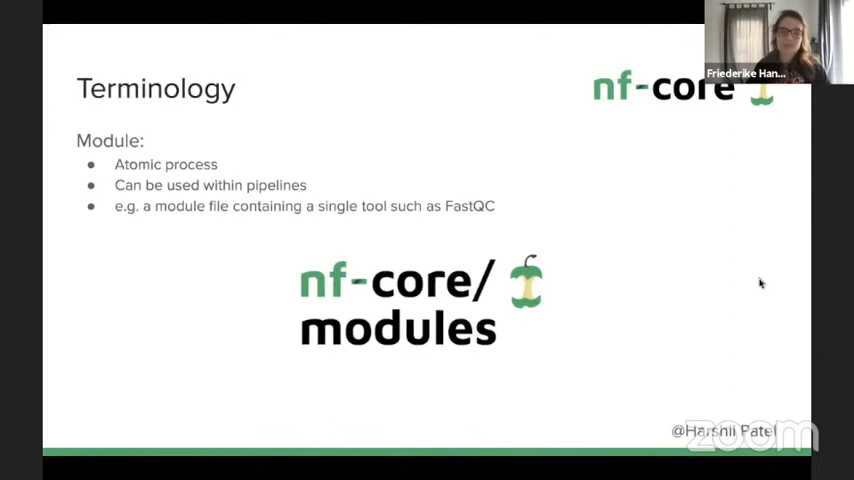 Friederike Han...
Terminology
nf-core
Module:
• Atomic process
• Can be used within pipelines
• e.g. a module file containing a single tool such as FastQC
nf-core/
modules
@Harshil Patel
zoom